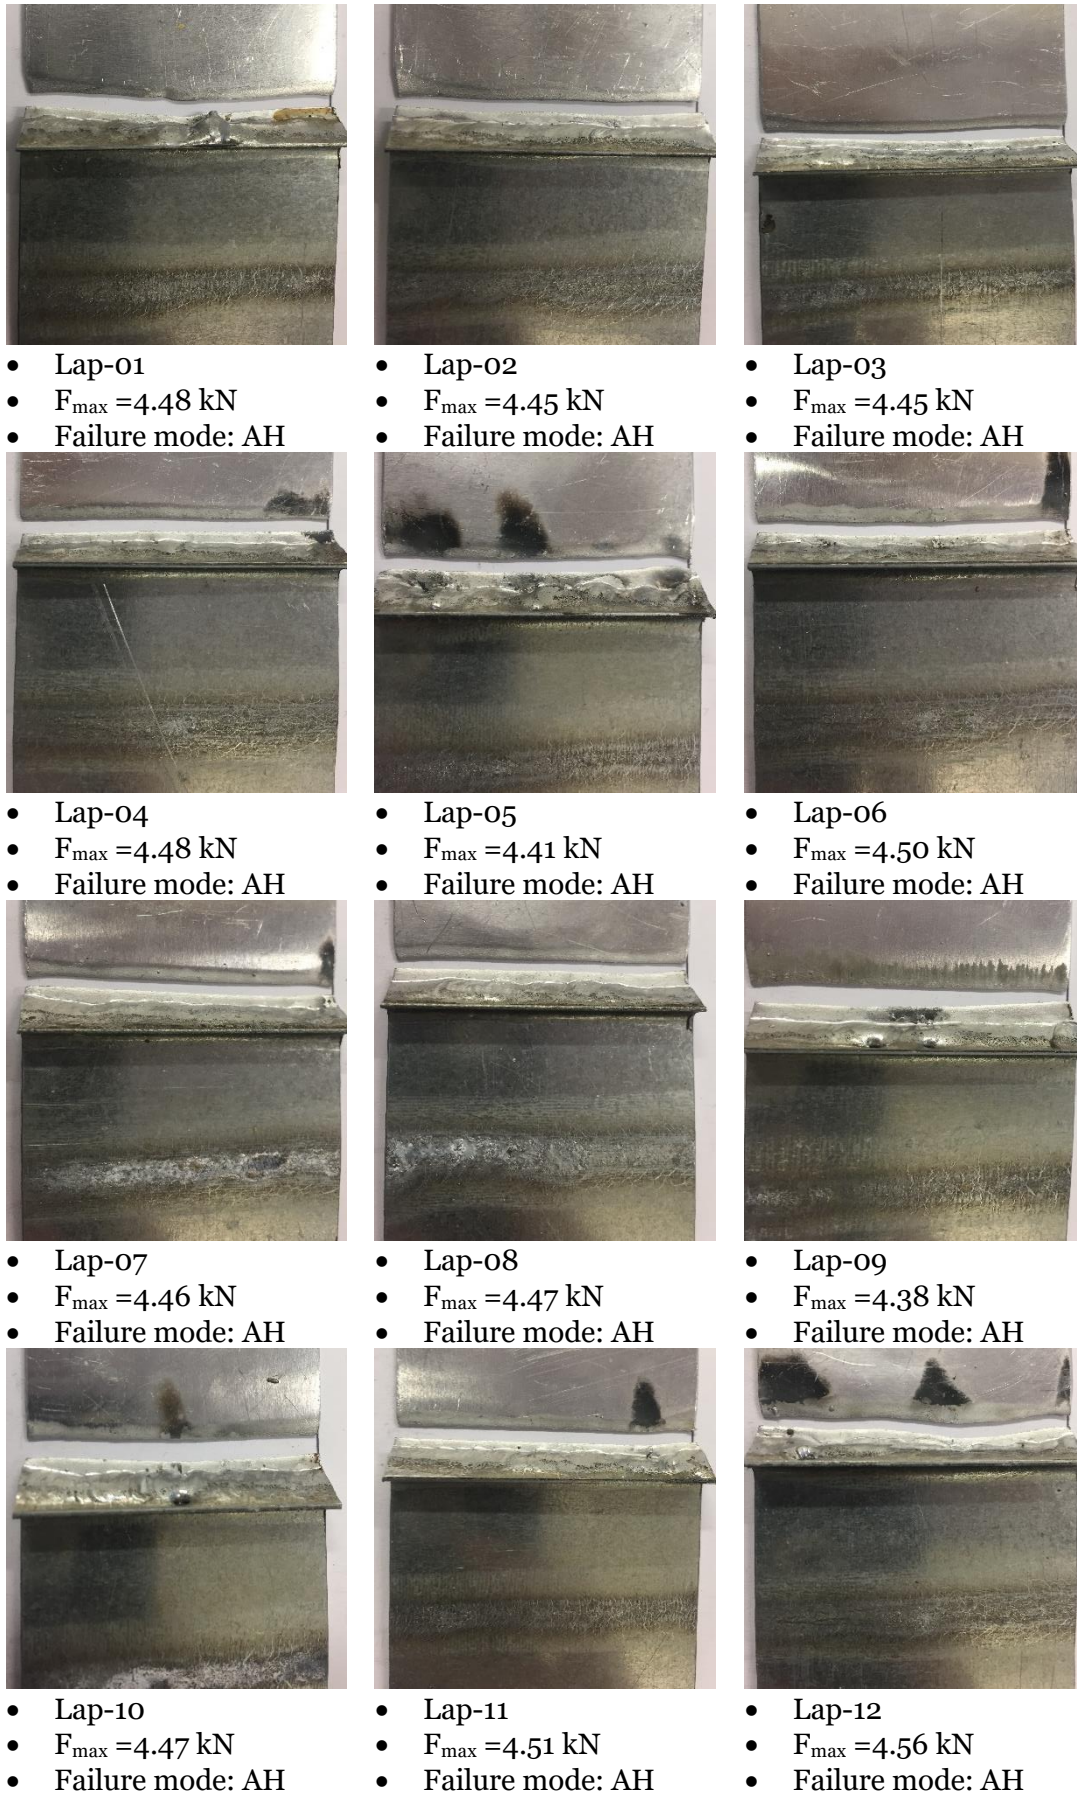 • Lap-01
• Fmax =4.48 kN
• Failure mode: AH
• Lap-02
• Fmax =4.45 kN
• Failure mode: AH
• Lap-03
• Fmax =4.45 kN
• Failure mode: AH
• Lap-04
• Fmax =4.48 kN
• Failure mode: AH
• Lap-05
• Fmax =4.41 kN
• Failure mode: AH
• Lap-06
• Fmax =4.50 kN
• Failure mode: AH
• Lap-07
• Fmax =4.46 kN
• Failure mode: AH
• Lap-08
• Fmax =4.47 kN
• Failure mode: AH
• Lap-09
• Fmax =4.38 kN
• Failure mode: AH
• Lap-10
• Fmax =4.47 kN
• Failure mode: AH
• Lap-11
• Fmax =4.51 kN
• Failure mode: AH
• Lap-12
• Fmax =4.56 kN
• Failure mode: AH